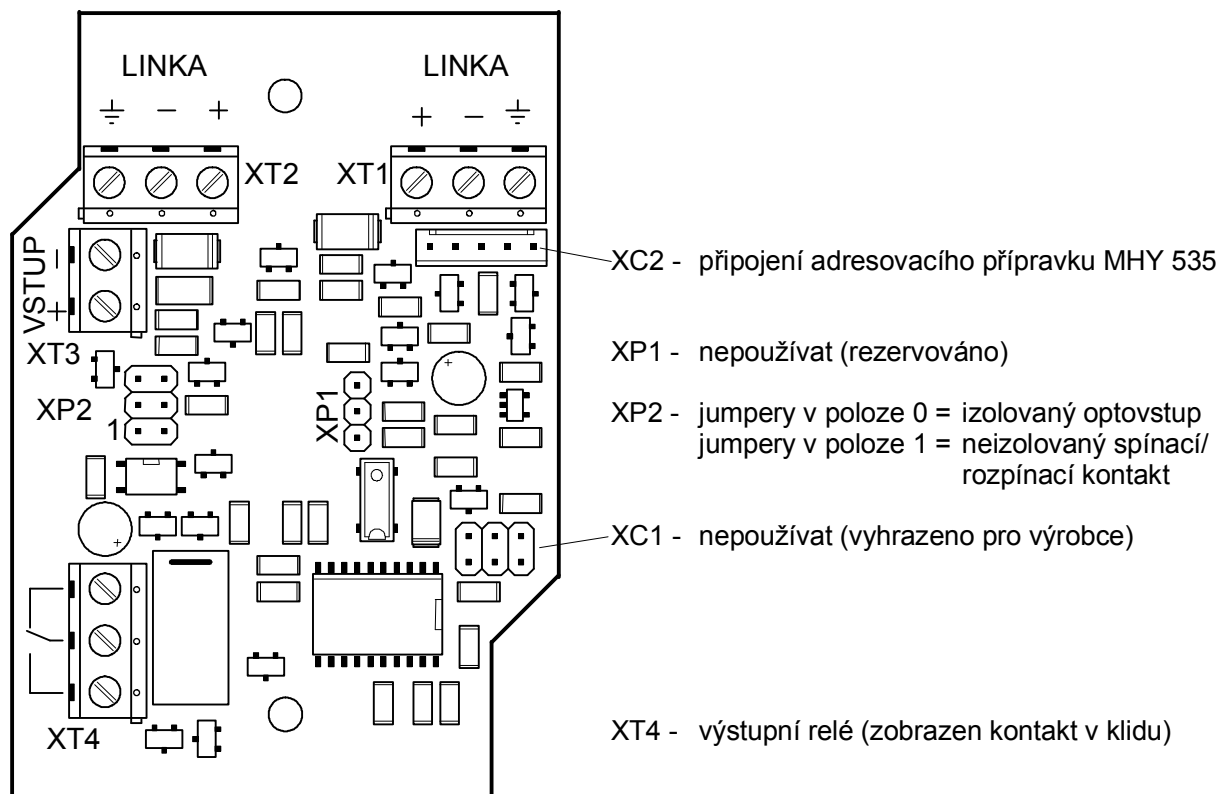 LINKA LINKA
− + + −
XT2 XT1
VSTUP
− +
XT3
XP2
1
XP1
+
+
XT4
XC2 - připojení adresovacího přípravku MHY 535
XP1 - nepoužívat (rezervováno)
XP2 - jumpery v poloze 0 = izolovaný optovstup
jumpery v poloze 1 = neizolovaný spínací/
rozpínací kontakt
XC1 - nepoužívat (vyhrazeno pro výrobce)
XT4 - výstupní relé (zobrazen kontakt v klidu)